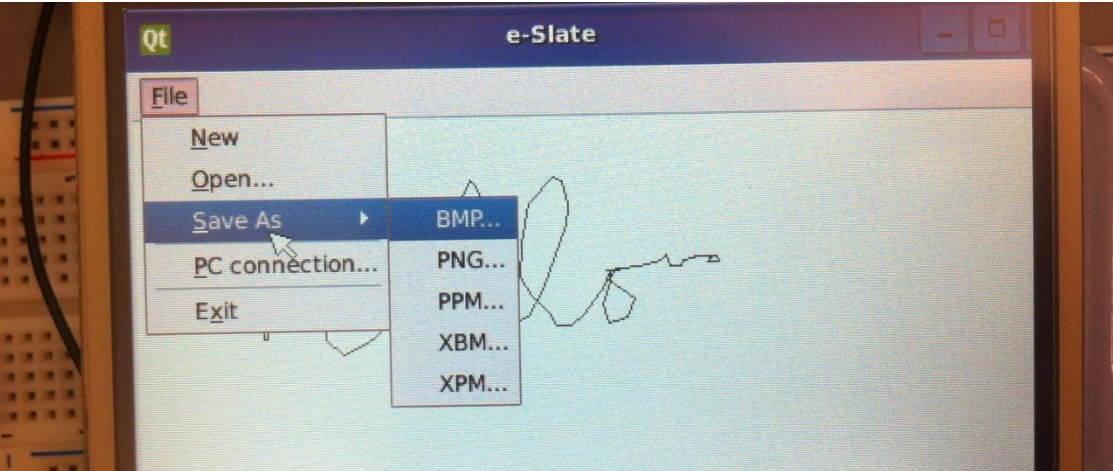 Qt e-Slate
File
New
Open...
Save As
PC connection...
Exit
BMP...
PNG...
PPM...
XBM...
XPM...